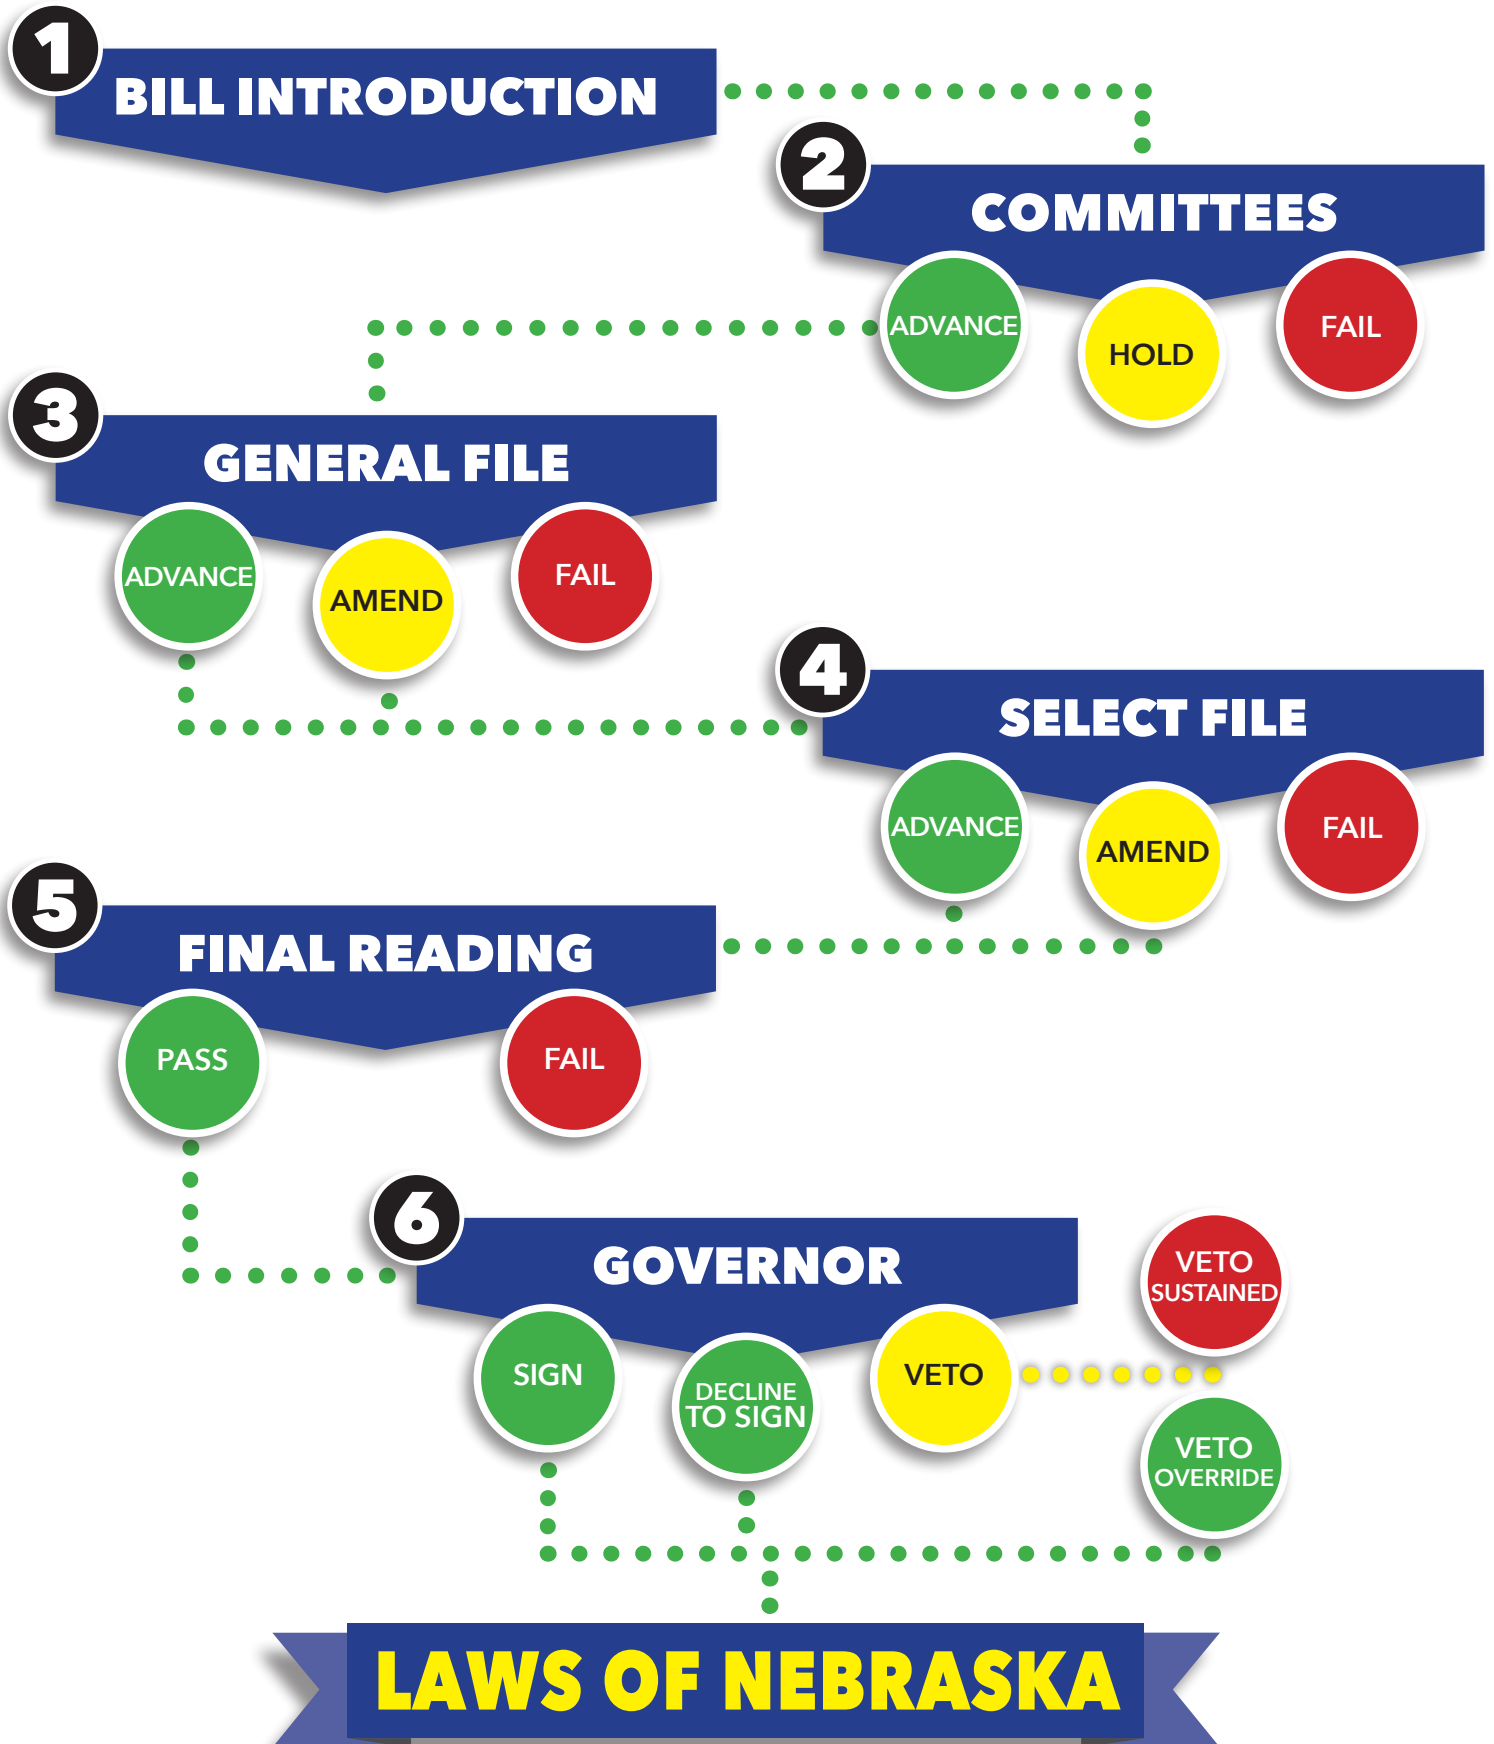 1
BILL INTRODUCTION
2
COMMITTEES
ADVANCE
HOLD
FAIL
3
GENERAL FILE
ADVANCE
AMEND
FAIL
4
SELECT FILE
ADVANCE
AMEND
FAIL
5
FINAL READING
PASS
FAIL
6
GOVERNOR
SIGN
DECLINE
TO SIGN
VETO
VETO
SUSTAINED
VETO
OVERRIDE
LAWS OF NEBRASKA